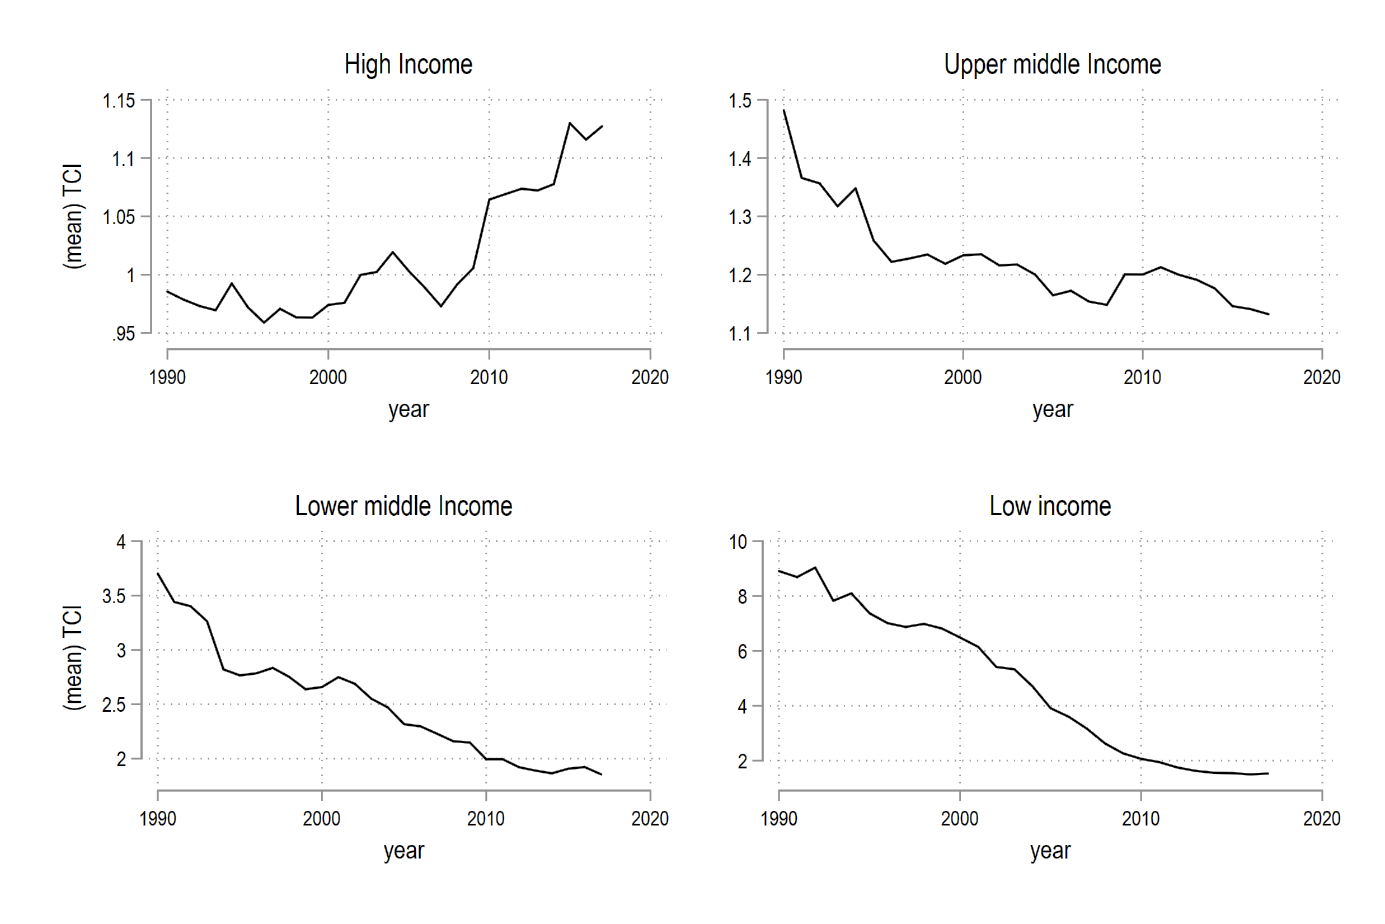 High Income
1.15
1.1
1.05
1
.95
(mean) TCI
1990 2000 2010 2020
year
Upper middle Income
1.5
1.4
1.3
1.2
1.1
1990 2000 2010 2020
year
Lower middle Income
4
3.5
3
2.5
2
(mean) TCI
1990 2000 2010 2020
year
Low income
10
8
6
4
2
1990 2000 2010 2020
year